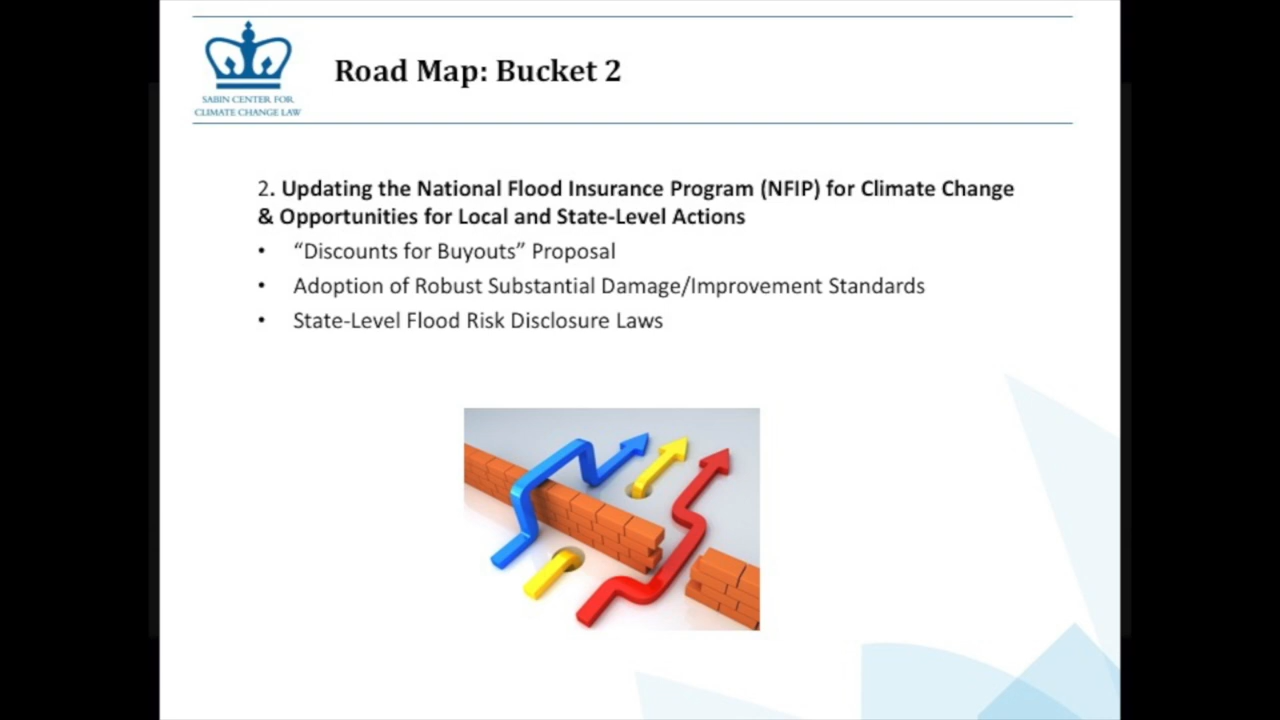 SABIN CENTER FOR
CLIMATE CHANGE LAW
Road Map: Bucket 2
2. Updating the National Flood Insurance Program (NFIP) for Climate Change
& Opportunities for Local and State-Level Actions
• “Discounts for Buyouts” Proposal
• Adoption of Robust Substantial Damage/Improvement Standards
• State-Level Flood Risk Disclosure Laws